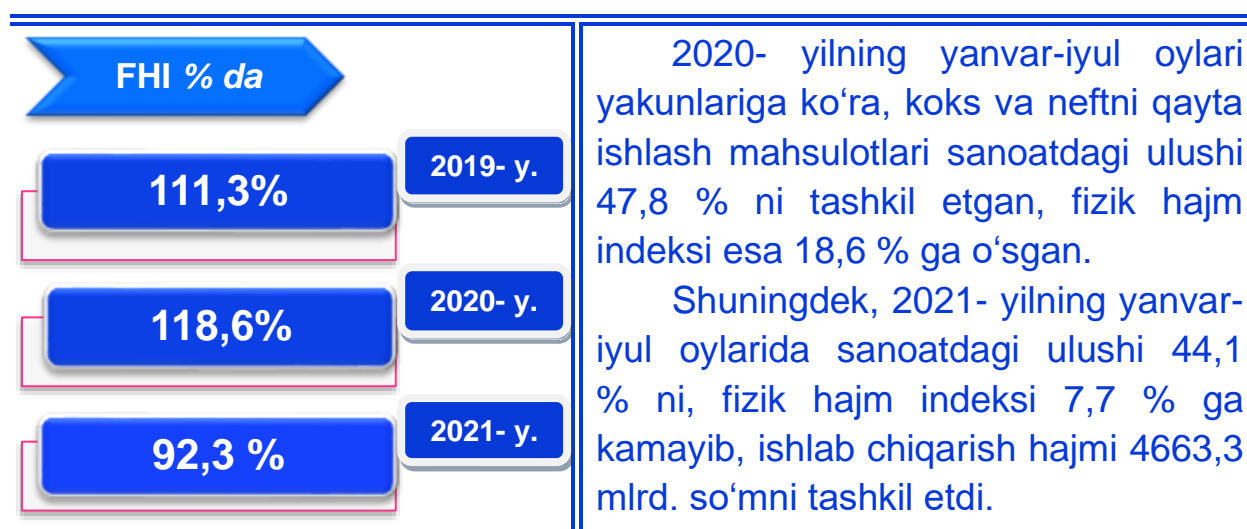 FHI % da
2019- y.
111,3%
2020- y.
118,6%
2021- y.
92,3 %
2020- yilning yanvar-iyul oylari
yakunlariga ko‘ra, koks va neftni qayta
ishlash mahsulotlari sanoatdagi ulushi
47,8 % ni tashkil etgan, fizik hajm
indeksi esa 18,6 % ga o‘sgan.
Shuningdek, 2021- yilning yanvar-
iyul oylarida sanoatdagi ulushi 44,1
% ni, fizik hajm indeksi 7,7 % ga
kamayib, ishlab chiqarish hajmi 4663,3
mlrd. so‘mni tashkil etdi.